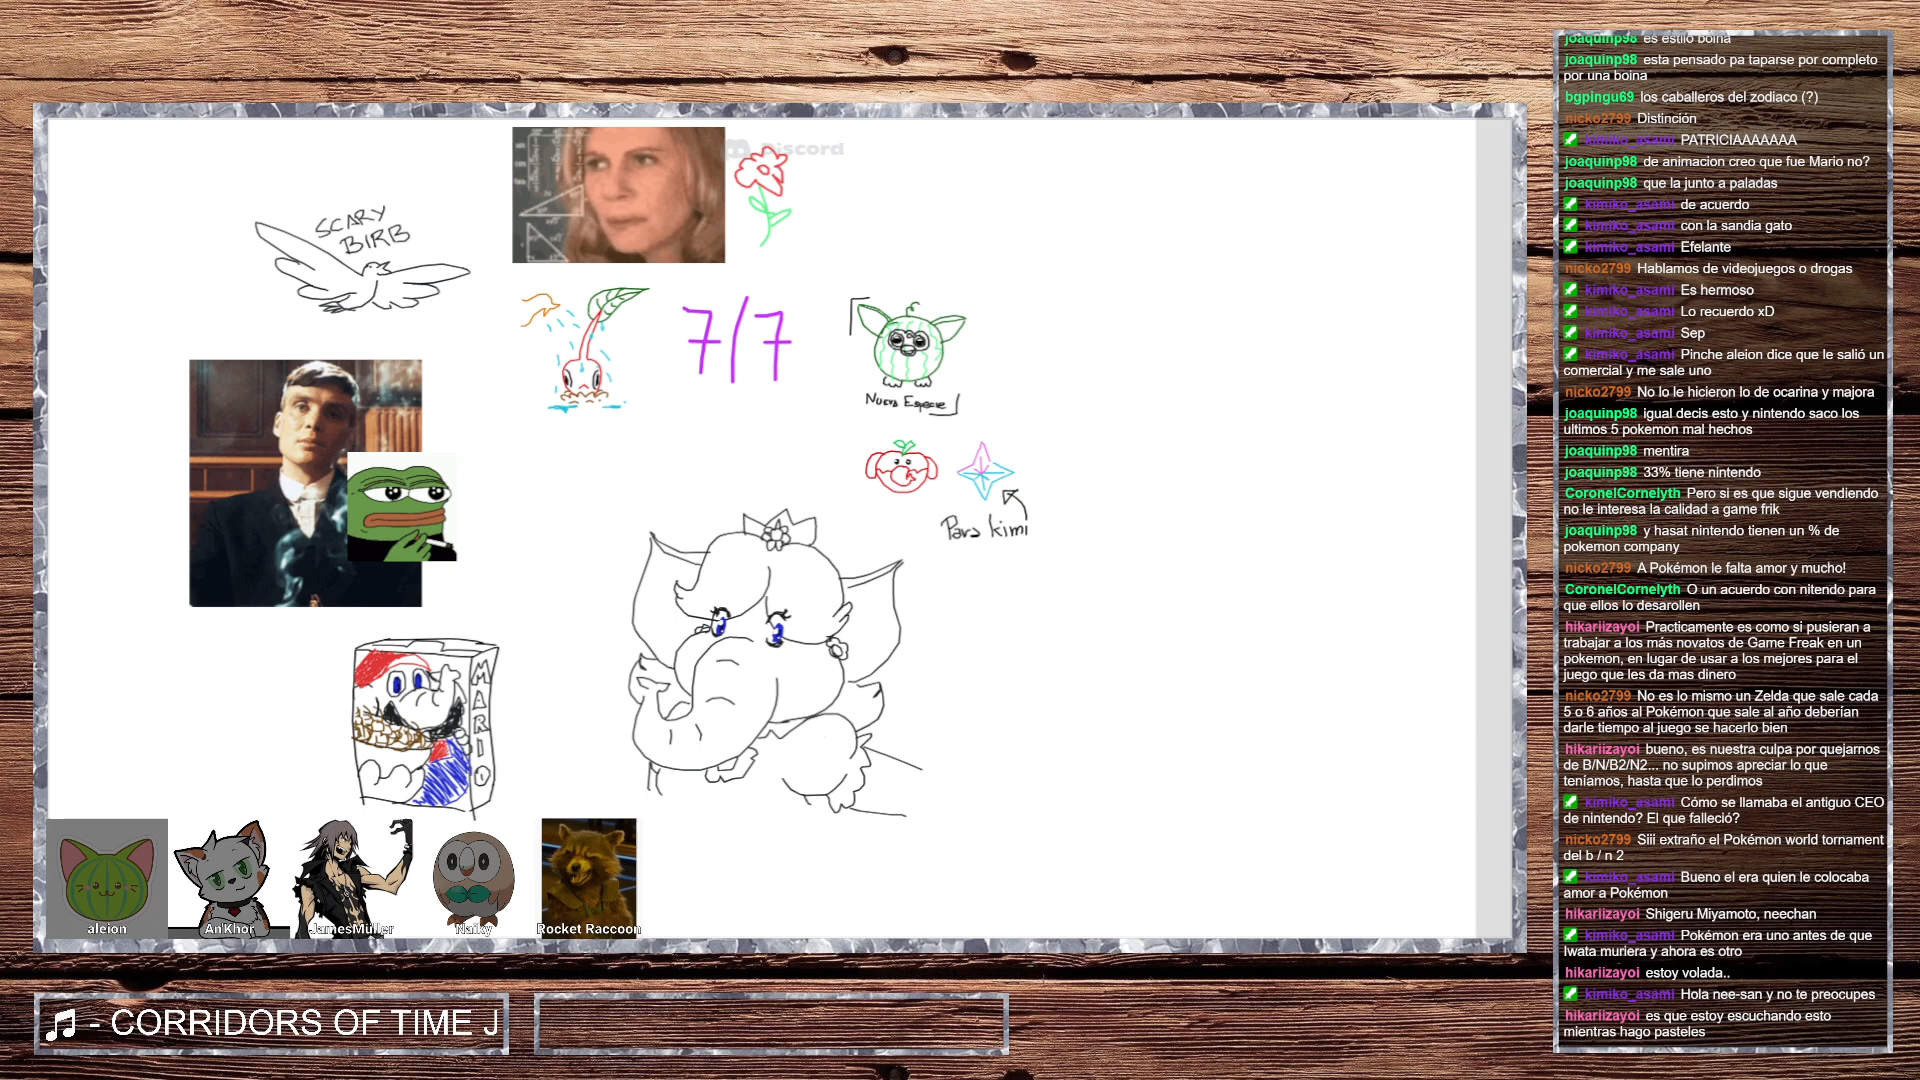 Discord
SCARY
BIRB
7/7
Nueva Especie
Para kimi
MARIO
aleion
An'Khor
JamesMüller
Naixy
Rocket Raccoon
- CORRIDORS OF TIME J
joaquinp98 es estilo boina
joaquinp98 esta pensado pa taparse por completo
por una boina
bgpingu69 los caballeros del zodiaco (?)
nicko2799 Distinción
kimiko_asami PATRICIAAAAAAA
joaquinp98 de animacion creo que fue Mario no?
joaquinp98 que la junto a paladas
kimiko_asami de acuerdo
kimiko_asami con la sandia gato
kimiko_asami Efelante
nicko2799 Hablamos de videojuegos o drogas
kimiko_asami Es hermoso
kimiko_asami Lo recuerdo xD
kimiko_asami Sep
kimiko_asami Pinche aleion dice que le salió un
comercial y me sale uno
nicko2799 No lo le hicieron lo de ocarina y majora
joaquinp98 igual decis esto y nintendo saco los
ultimos 5 pokemon mal hechos
joaquinp98 mentira
joaquinp98 33% tiene nintendo
CoronelCornelyth Pero si es que sigue vendiendo
no le interesa la calidad a game frik
joaquinp98 y hasat nintendo tienen un % de
pokemon company
nicko2799 A Pokémon le falta amor y mucho!
CoronelCornelyth O un acuerdo con nitendo para
que ellos lo desarollen
hikariizayoi Practicamente es como si pusieran a
trabajar a los más novatos de Game Freak en un
pokemon, en lugar de usar a los mejores para el
juego que les da mas dinero
nicko2799 No es lo mismo un Zelda que sale cada
5 o 6 años al Pokémon que sale al año deberían
darle tiempo al juego se hacerlo bien
hikariizayoi bueno, es nuestra culpa por quejarnos
de B/N/B2/N2... no supimos apreciar lo que
teníamos, hasta que lo perdimos
kimiko_asami Cómo se llamaba el antiguo CEO
de nintendo? El que falleció?
nicko2799 Siii extraño el Pokémon world tornament
del b / n 2
kimiko_asami Bueno el era quien le colocaba
amor a Pokémon
hikariizayoi Shigeru Miyamoto, neechan
kimiko_asami Pokémon era uno antes de que
Iwata muriera y ahora es otro
hikariizayoi estoy volada..
kimiko_asami Hola nee-san y no te preocupes
hikariizayoi es que estoy escuchando esto
mientras hago pasteles